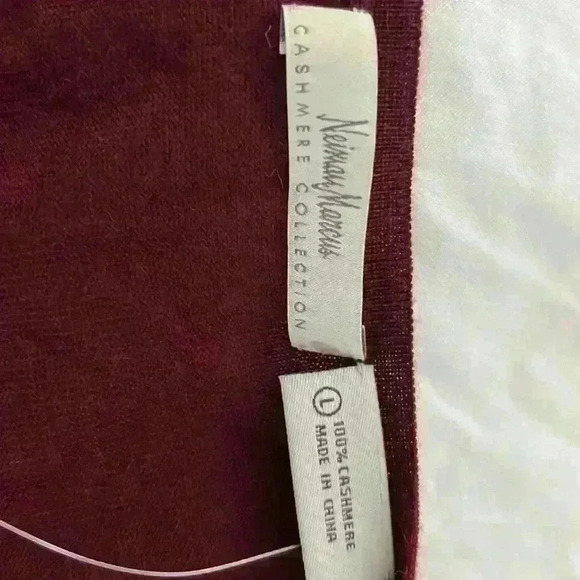 Neiman Marcus
CASHMERE COLLECTION
L
100% CASHMERE
MADE IN CHINA